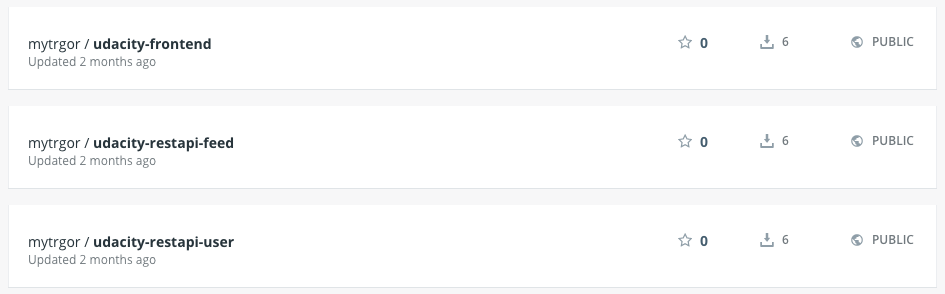 mytrgor / udacity-frontend 0 6 PUBLIC
Updated 2 months ago
mytrgor / udacity-restapi-feed 0 6 PUBLIC
Updated 2 months ago
mytrgor / udacity-restapi-user 0 6 PUBLIC
Updated 2 months ago